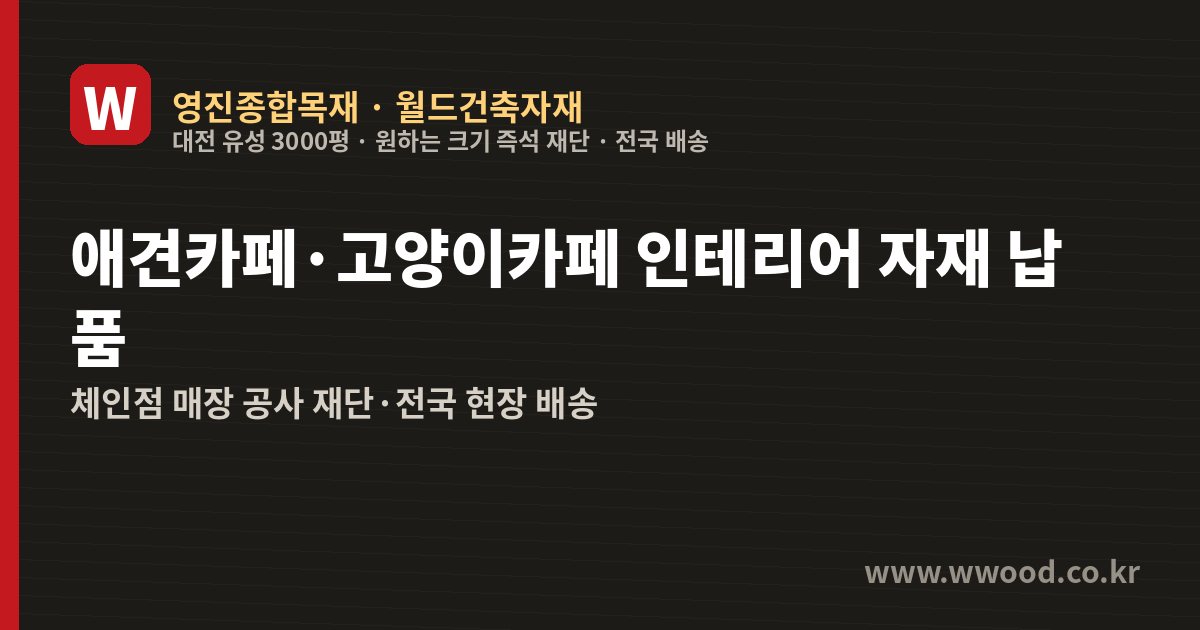 W
영진종합목재 · 월드건축자재
대전 유성 3000평 · 원하는 크기 즉석 재단 · 전국 배송
애견카페·고양이카페 인테리어 자재 납
품
체인점 매장 공사 재단·전국 현장 배송
www.wwood.co.kr